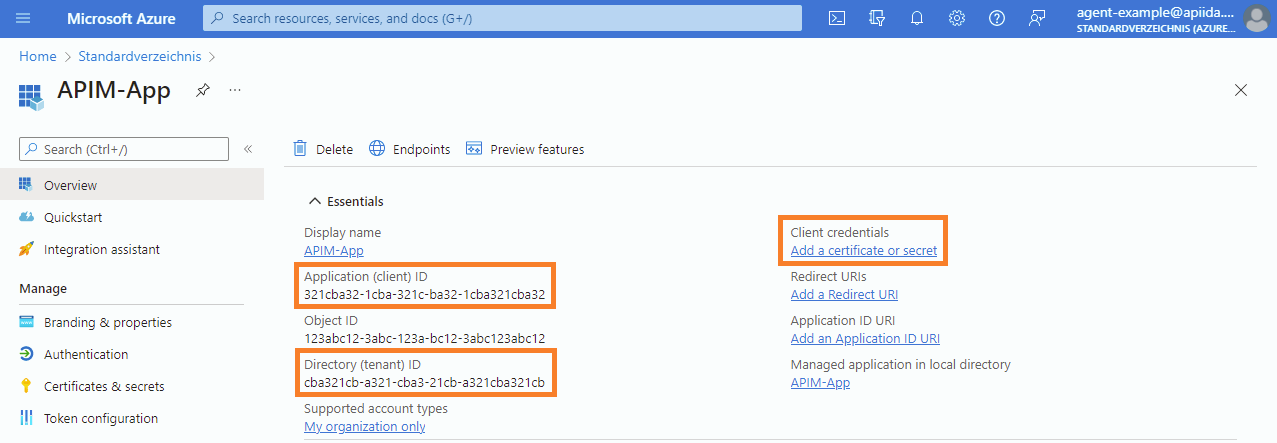 Microsoft Azure
Search resources, services, and docs (G+/)
agent-example@apiida....
STANDARDVERZEICHNIS (AZURE...
Home > Standardverzeichnis >
APIM-App
...
Search (Ctrl+/)
«
Overview
Quickstart
Integration assistant
Manage
Branding & properties
Authentication
Certificates & secrets
Token configuration
Delete
Endpoints
Preview features
Essentials
Display name
APIM-App
Application (client) ID
321cba32-1cba-321c-ba32-1cba321cba32
Object ID
123abc12-3abc-123a-bc12-3abc123abc12
Directory (tenant) ID
cba321cb-a321-cba3-21cb-a321cba321cb
Supported account types
My organization only
Client credentials
Add a certificate or secret
Redirect URIs
Add a Redirect URI
Application ID URI
Add an Application ID URI
Managed application in local directory
APIM-App